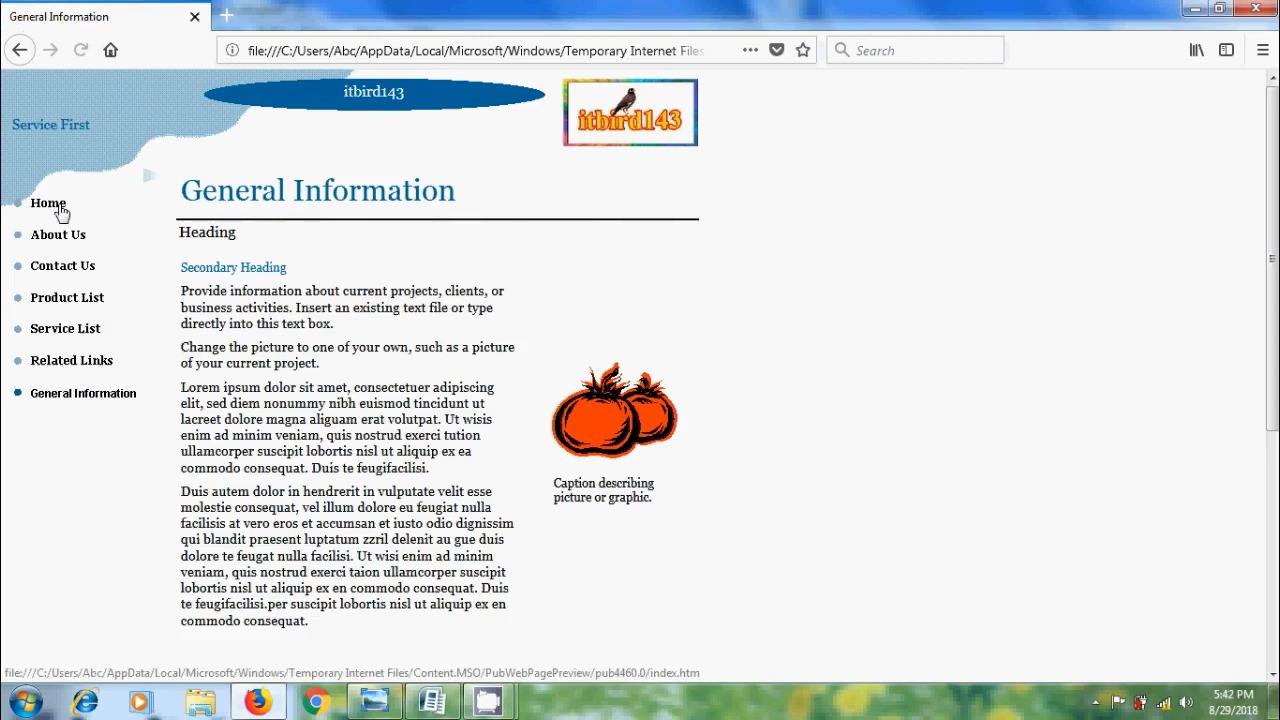 General Information
file:///C:/Users/Abc/AppData/Local/Microsoft/Windows/Temporary Internet Files
Search
itbird143
itbird143
Service First
General Information
Home
About Us
Contact Us
Product List
Service List
Related Links
General Information
Heading
Secondary Heading
Provide information about current projects, clients, or
business activities. Insert an existing text file or type
directly into this text box.
Change the picture to one of your own, such as a picture
of your current project.
Lorem ipsum dolor sit amet, consectetuer adipiscing
elit, sed diem nonummy nibh euismod tincidunt ut
lacreet dolore magna aliguam erat volutpat. Ut wisis
enim ad minim veniam, quis nostrud exerci tution
ullamcorper suscipit lobortis nisl ut aliquip ex ea
commodo consequat. Duis te feugifacilisi.
Duis autem dolor in hendrerit in vulputate velit esse
molestie consequat, vel illum dolore eu feugiat nulla
facilisis at vero eros et accumsan et iusto odio dignissim
qui blandit praesent luptatum zzril delenit au gue duis
dolore te feugat nulla facilisi. Ut wisi enim ad minim
veniam, quis nostrud exerci taion ullamcorper suscipit
lobortis nisl ut aliquip ex en commodo consequat. Duis
te feugifacilisi.per suscipit lobortis nisl ut aliquip ex en
commodo consequat.
Caption describing
picture or graphic.
file:///C:/Users/Abc/AppData/Local/Microsoft/Windows/Temporary Internet Files/Content.MSO/PubWebPagePreview/pub4460.0/index.htm
5:42 PM
8/29/2018